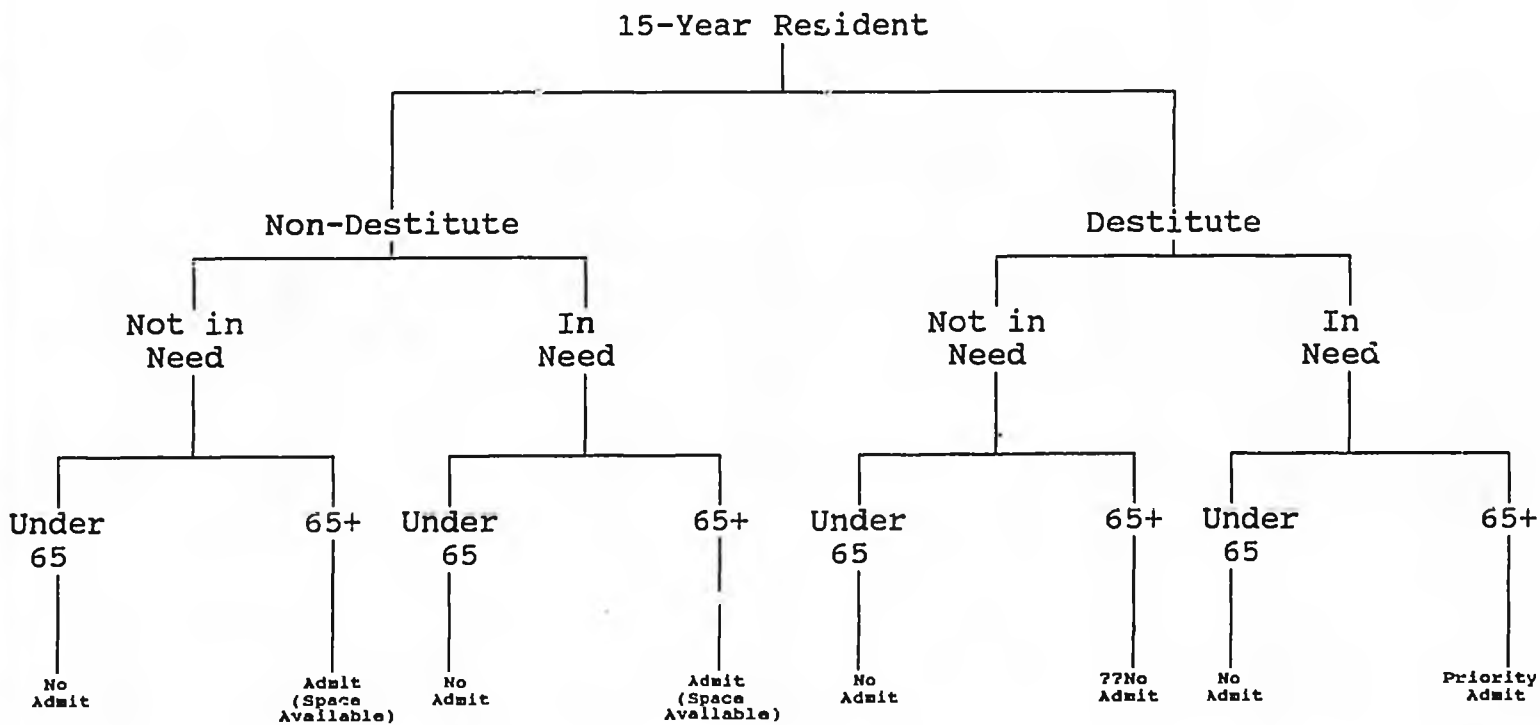 15-Year Resident
Non-Destitute Destitute
Not in Need In Need Not in Need In Need
Under 65 65+ Under 65 65+ Under 65 65+ Under 65 65+
No Admit Admit (Space Available) No Admit Admit (Space Available) No Admit ??No Admit No Admit Priority Admit